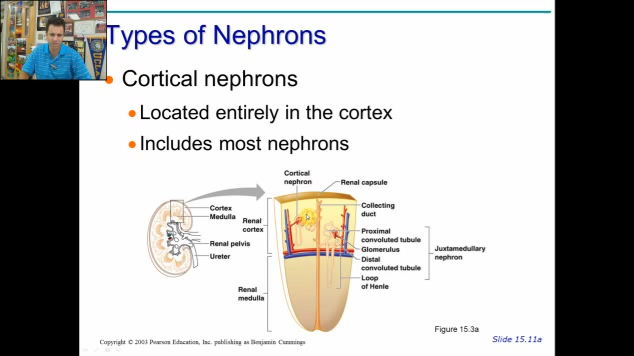 Types of Nephrons
Cortical nephrons
Located entirely in the cortex
Includes most nephrons
Cortical
nephron
Renal capsule
Cortex
Medulla
Renal pelvis
Ureter
Renal
cortex
Renal
medulla
Collecting
duct
Proximal
convoluted tubule
Glomerulus
Distal
convoluted tubule
Loop
of Henle
Juxtamedullary
nephron
Figure 15.3a
Copyright © 2003 Pearson Education, Inc. publishing as Benjamin Cummings
Slide 15.11a
UCLA